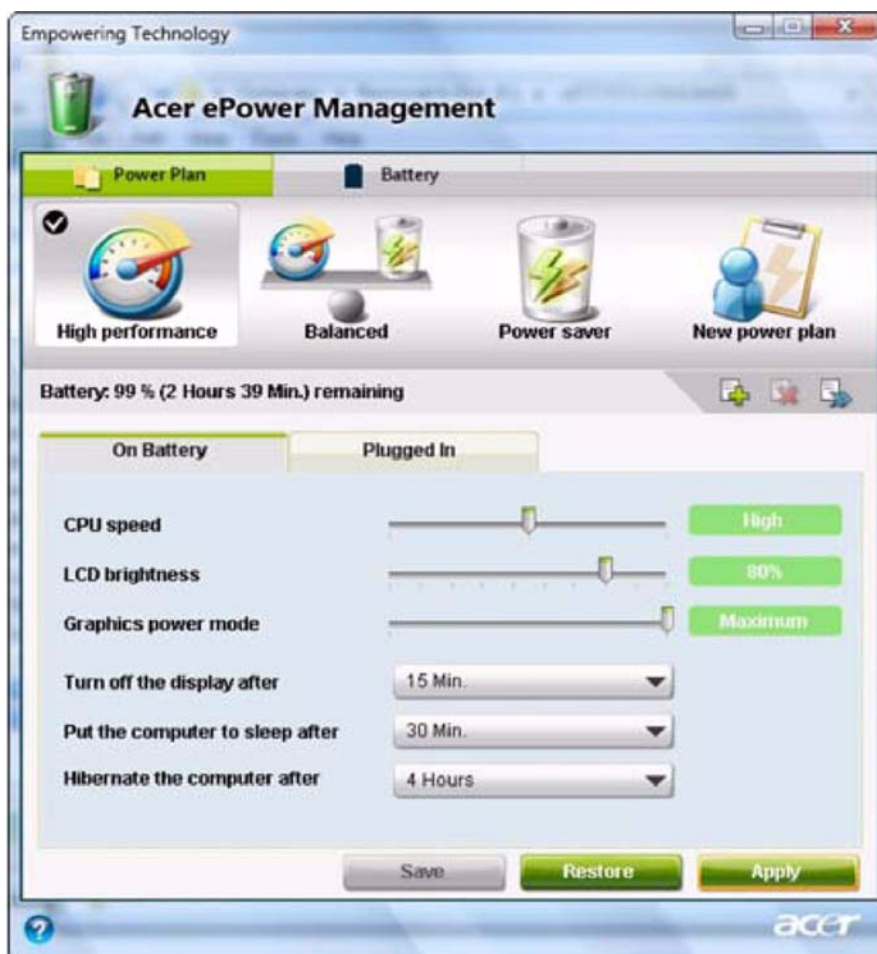 Empowering Technology
Acer ePower Management
Power Plan Battery
High performance Balanced Power saver New power plan
Battery: 99 % (2 Hours 39 Min.) remaining
On Battery Plugged In
CPU speed High
LCD brightness 80%
Graphics power mode Maximum
Turn off the display after 15 Min.
Put the computer to sleep after 30 Min.
Hibernate the computer after 4 Hours
Save Restore Apply
? acer